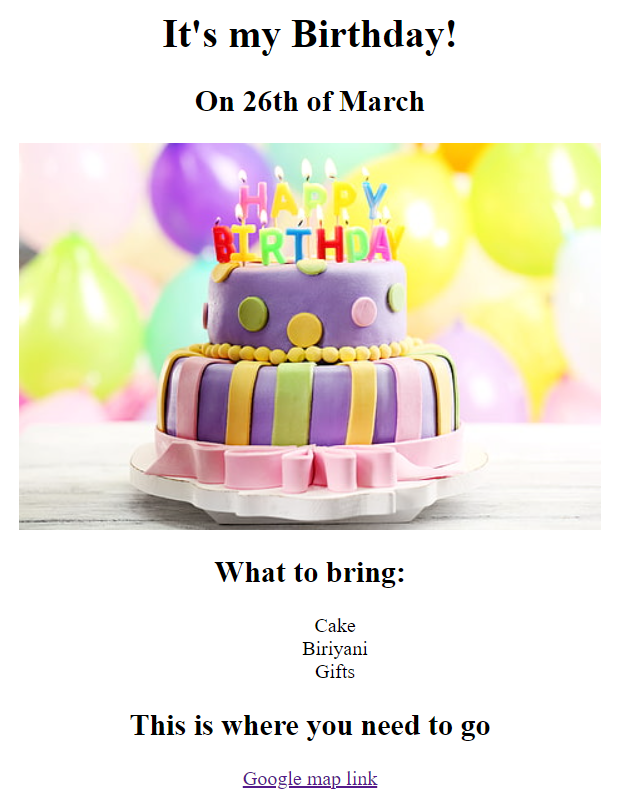 It's my Birthday!
On 26th of March
HAPPY
BIRTHDAY
What to bring:
Cake
Biriyani
Gifts
This is where you need to go
Google map link